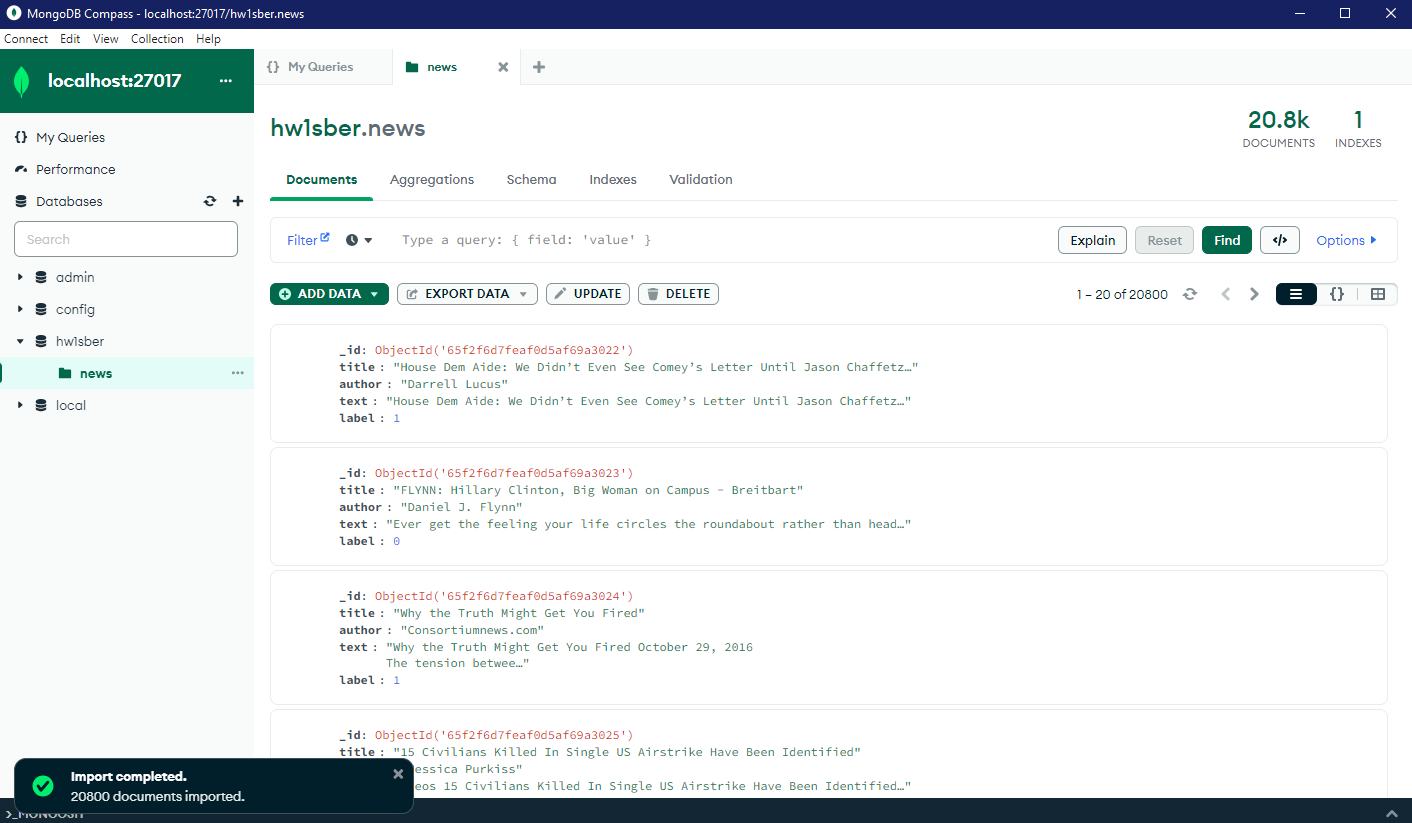 MongoDB Compass - localhost:27017/hw1sber.news
Connect Edit View Collection Help
localhost:27017 ...
{} My Queries
news
My Queries
Performance
Databases
Search
admin
config
hw1sber
news
local
hw1sber.news
20.8k
DOCUMENTS
1
INDEXES
Documents Aggregations Schema Indexes Validation
Filter Type a query: { field: 'value' } Explain Reset Find </> Options
ADD DATA EXPORT DATA UPDATE DELETE 1 – 20 of 20800 {}
_id: ObjectId('65f2f6d7feaf0d5af69a3022')
title : "House Dem Aide: We Didn’t Even See Comey’s Letter Until Jason Chaffetz…"
author : "Darrell Lucus"
text : "House Dem Aide: We Didn’t Even See Comey’s Letter Until Jason Chaffetz…"
label : 1
_id: ObjectId('65f2f6d7feaf0d5af69a3023')
title : "FLYNN: Hillary Clinton, Big Woman on Campus - Breitbart"
author : "Daniel J. Flynn"
text : "Ever get the feeling your life circles the roundabout rather than head…"
label : 0
_id: ObjectId('65f2f6d7feaf0d5af69a3024')
title : "Why the Truth Might Get You Fired"
author : "Consortiumnews.com"
text : "Why the Truth Might Get You Fired October 29, 2016
The tension betwee…"
label : 1
_id: ObjectId('65f2f6d7feaf0d5af69a3025')
title : "15 Civilians Killed In Single US Airstrike Have Been Identified"
essica Purkiss"
eos 15 Civilians Killed In Single US Airstrike Have Been Identified…"
Import completed.
20800 documents imported.
>_MONGOSH